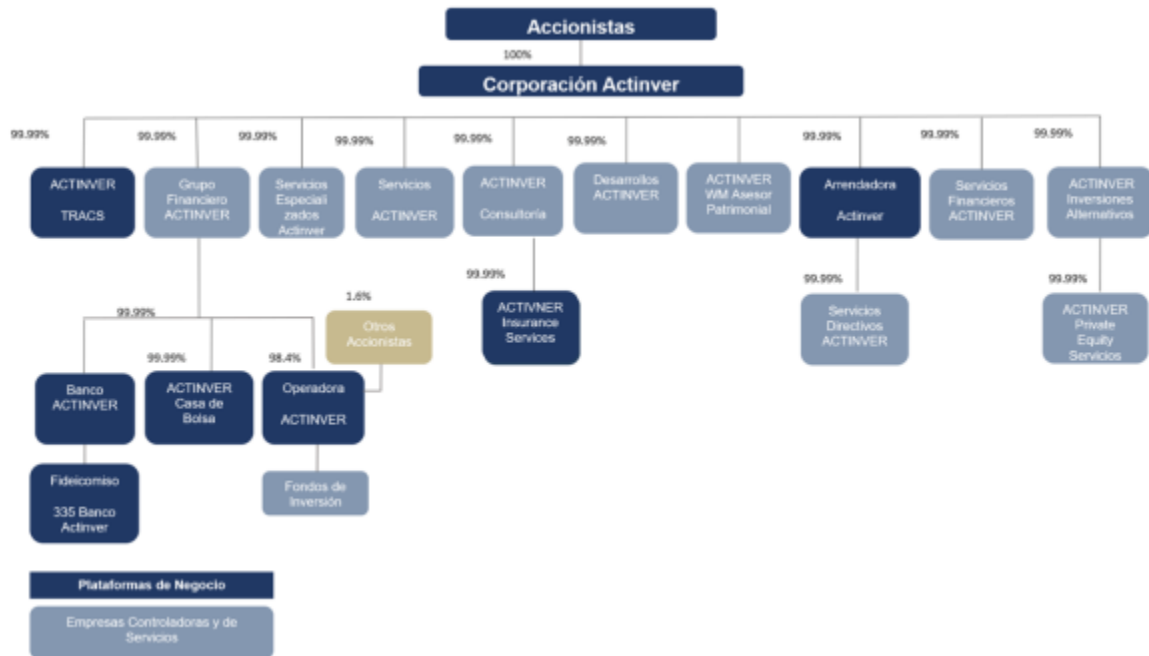 Accionistas
100%
Corporación Actinver
99.99%
99.99%
99.99%
99.99%
99.99%
99.99%
99.99%
99.99%
99.99%
ACTINVER
TRACS
Grupo
Financiero
ACTINVER
Servicios
Especiali
zados
Actinver
Servicios
ACTINVER
ACTINVER
Consultoría
Desarrollos
ACTINVER
ACTINVER
WM Asesor
Patrimonial
Arrendadora
Actinver
Servicios
Financieros
ACTINVER
ACTINVER
Inversiones
Alternativos
99.99%
1.6%
99.99%
99.99%
99.99%
Otros
Accionistas
ACTIVNER
Insurance
Services
Servicios
Directivos
ACTINVER
ACTINVER
Private
Equity
Servicios
99.99%
98.4%
Banco
ACTINVER
ACTINVER
Casa de
Bolsa
Operadora
ACTINVER
Fideicomiso
335 Banco
Actinver
Fondos de
Inversión
Plataformas de Negocio
Empresas Controladoras y de
Servicios